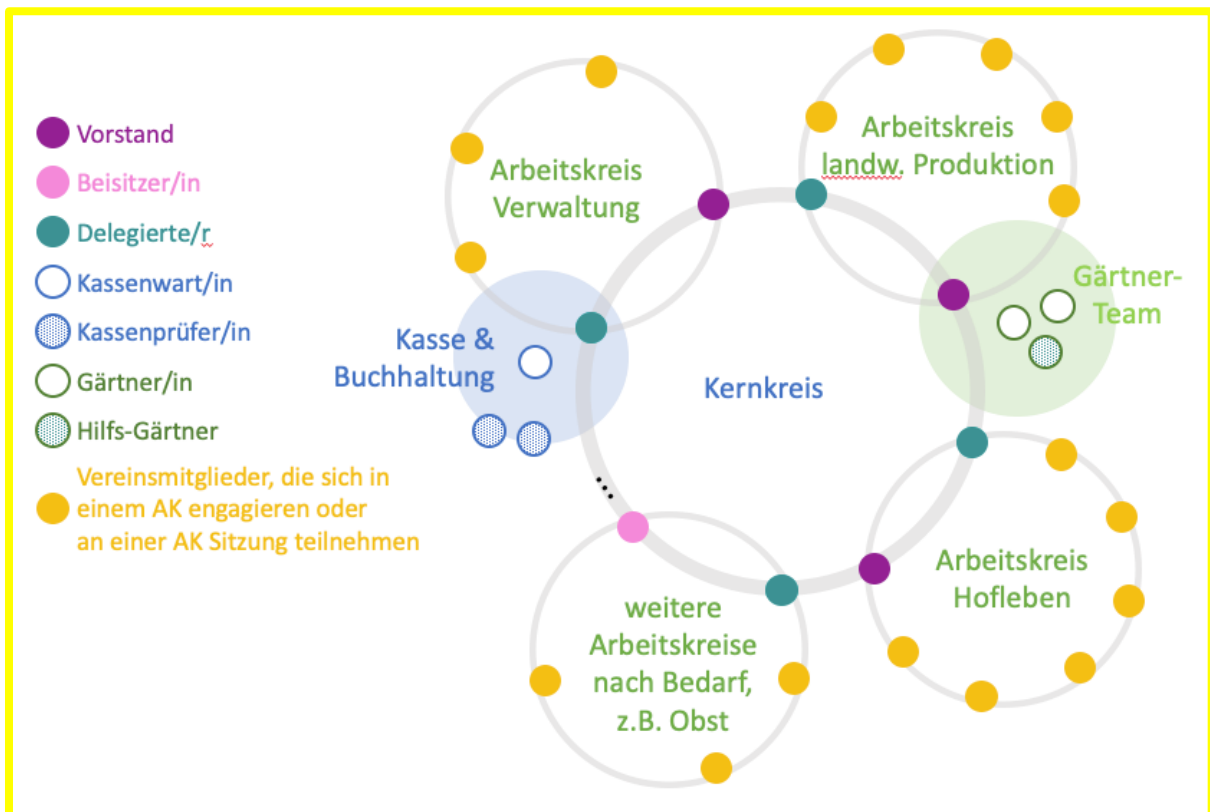 Vorstand
Beisitzer/in
Delegierte/r
Kassenwart/in
Kassenprüfer/in
Gärtner/in
Hilfs-Gärtner
Vereinsmitglieder, die sich in
einem AK engagieren oder
an einer AK Sitzung teilnehmen
Arbeitskreis
Verwaltung
Arbeitskreis
landw. Produktion
Gärtner-
Team
Kasse &
Buchhaltung
Kernkreis
...
Arbeitskreis
Hofleben
weitere
Arbeitskreise
nach Bedarf,
z.B. Obst